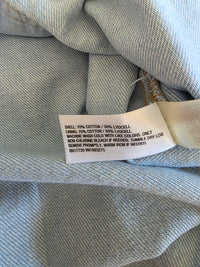 SHELL: 70% COTTON / 30% LYOCELL
LINING: 70% COTTON / 30% LYOCELL
MACHINE WASH COLD WITH LIKE COLORS. ONLY
NON-CHLORINE BLEACH IF NEEDED. TUMBLE DRY LOW
REMOVE PROMPTLY. WARM IRON IF NEEDED.